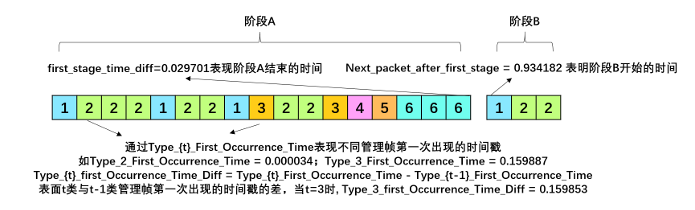 阶段A 阶段B
first_stage_time_diff=0.029701表现阶段A结束的时间 Next_packet_after_first_stage = 0.934182 表明阶段B开始的时间
1 2 2 2 1 2 2 1 3 2 2 3 4 5 6 6 6 1 2 2
通过Type_{t}_First_Occurrence_Time表现不同管理帧第一次出现的时间戳
如Type_2_First_Occurrence_Time = 0.000034；Type_3_First_Occurrence_Time = 0.159887
Type_{t}_first_Occurrence_Time_Diff = Type_{t}_First_Occurrence_Time - Type_{t-1}_First_Occurrence_Time
表面t类与t-1类管理帧第一次出现的时间戳的差，当t=3时, Type_3_first_Occurrence_Time_Diff = 0.159853